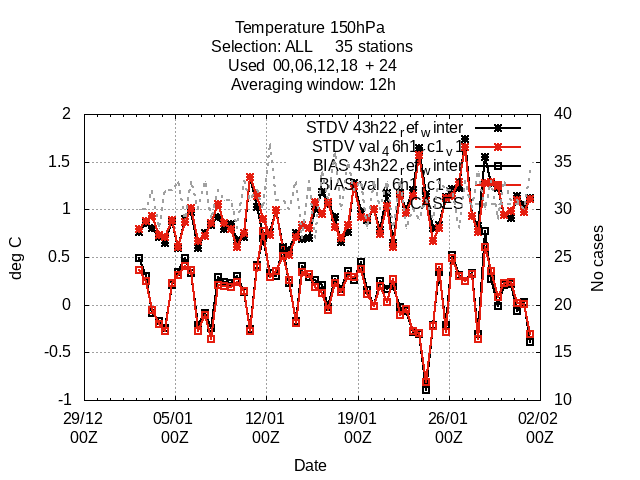 Temperature 150hPa
Selection: ALL     35 stations
Used  00,06,12,18  + 24
Averaging window: 12h
STDV 43h22_ref_winter
STDV val_46h1_c1_v1
BIAS 43h22_ref_winter
BIAS val_46h1_c1_v1
CASES
2
1.5
1
0.5
0
-0.5
-1
40
35
30
25
20
15
10
deg C
No cases
29/12 05/01 12/01 19/01 26/01 02/02
00Z 00Z 00Z 00Z 00Z 00Z
Date